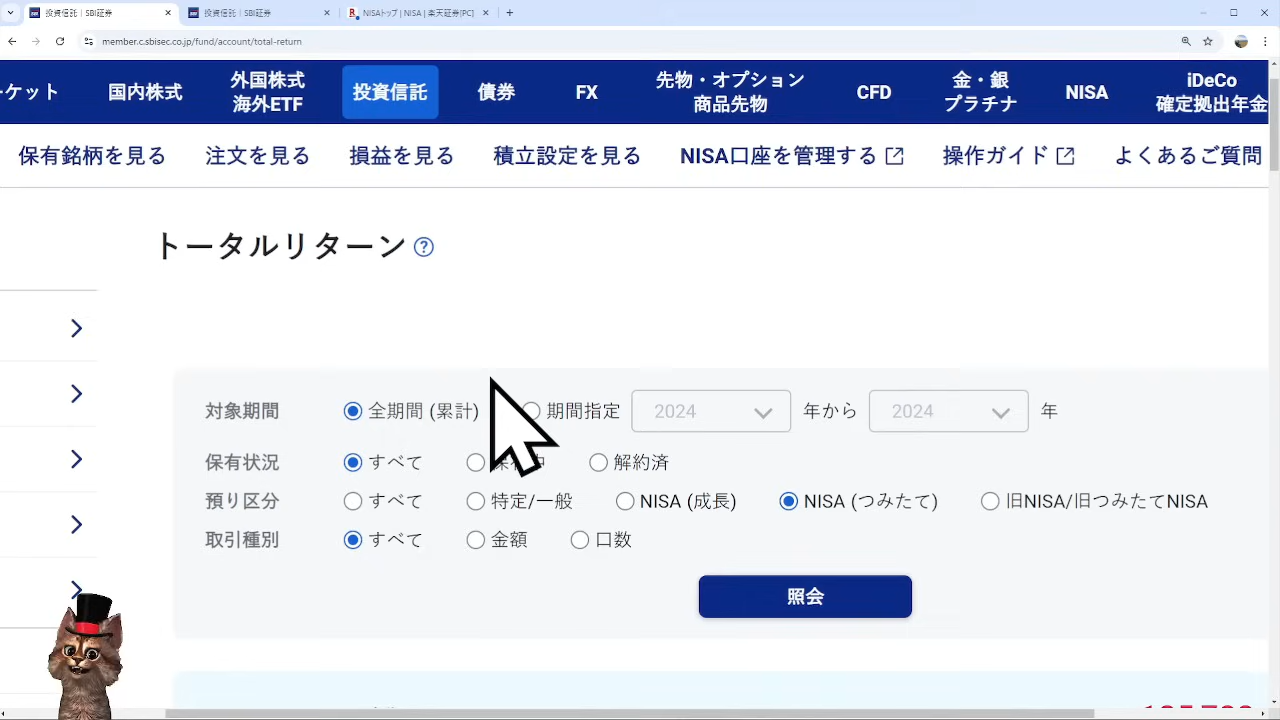 投資信託 | SBI証券
投資信託 | SBI証券
NISAトップ | NISA | 楽天証券[PC]
member.c.sbisec.co.jp/fund/account/total-return
ーケット
国内株式
外国株式
海外ETF
投資信託
債券
FX
先物・オプション
商品先物
CFD
金・銀
プラチナ
NISA
iDeCo
確定拠出年金
保有銘柄を見る
注文を見る
損益を見る
積立設定を見る
NISA口座を管理する
操作ガイド
よくあるご質問
トータルリターン ?
対象期間 全期間 (累計) 期間指定 2024 年から 2024 年
保有状況 すべて 保有中 解約済
預り区分 すべて 特定/一般 NISA (成長) NISA (つみたて) 旧NISA/旧つみたてNISA
取引種別 すべて 金額 口数
照会